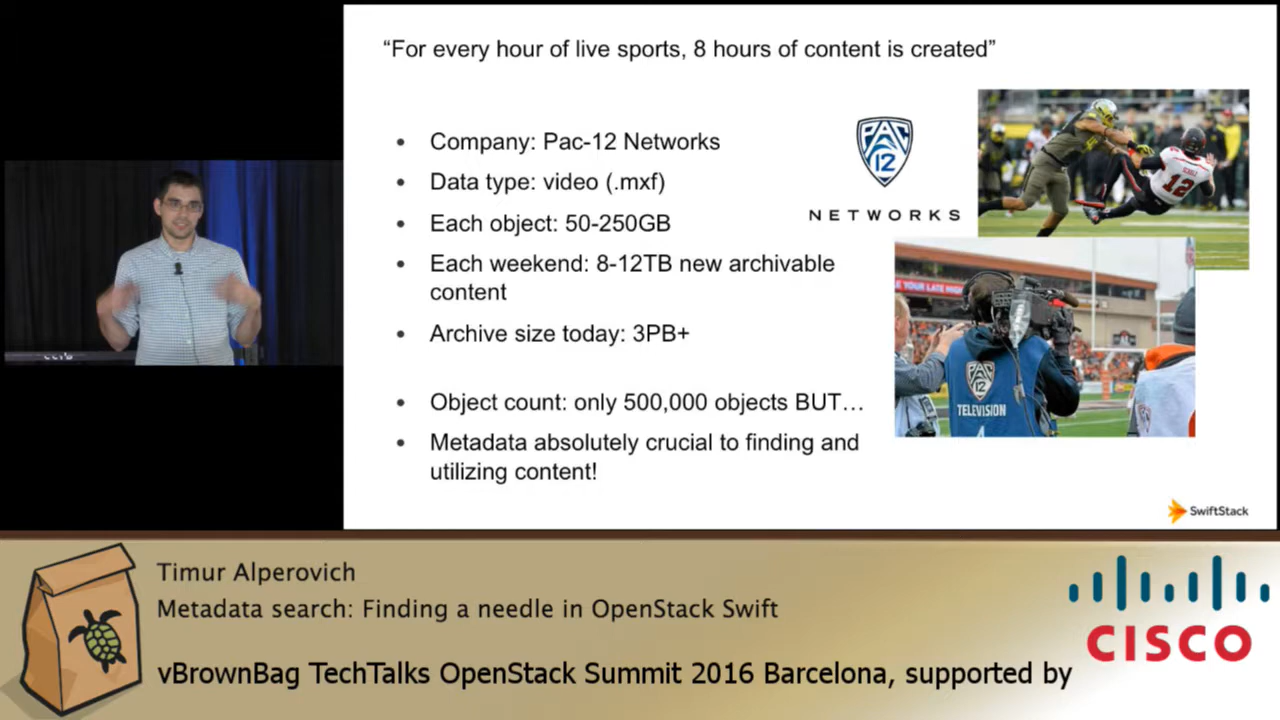 “For every hour of live sports, 8 hours of content is created”
• Company: Pac-12 Networks
• Data type: video (.mxf)
• Each object: 50-250GB
• Each weekend: 8-12TB new archivable
content
• Archive size today: 3PB+
• Object count: only 500,000 objects BUT…
• Metadata absolutely crucial to finding and
utilizing content!
PAC
12
NETWORKS
12
YOUR LATE
PAC
12
TELEVISION
4
SwiftStack
Timur Alperovich
Metadata search: Finding a needle in OpenStack Swift
vBrownBag TechTalks OpenStack Summit 2016 Barcelona, supported by
CISCO